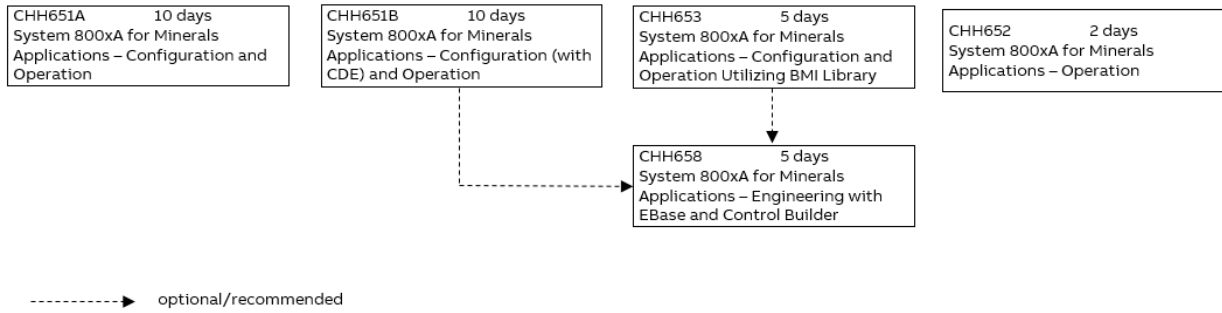 CHH651A 10 days
System 800xA for Minerals
Applications – Configuration and
Operation
CHH651B 10 days
System 800xA for Minerals
Applications – Configuration (with
CDE) and Operation
CHH653 5 days
System 800xA for Minerals
Applications – Configuration and
Operation Utilizing BMI Library
CHH652 2 days
System 800xA for Minerals
Applications – Operation
CHH658 5 days
System 800xA for Minerals
Applications – Engineering with
EBase and Control Builder
optional/recommended